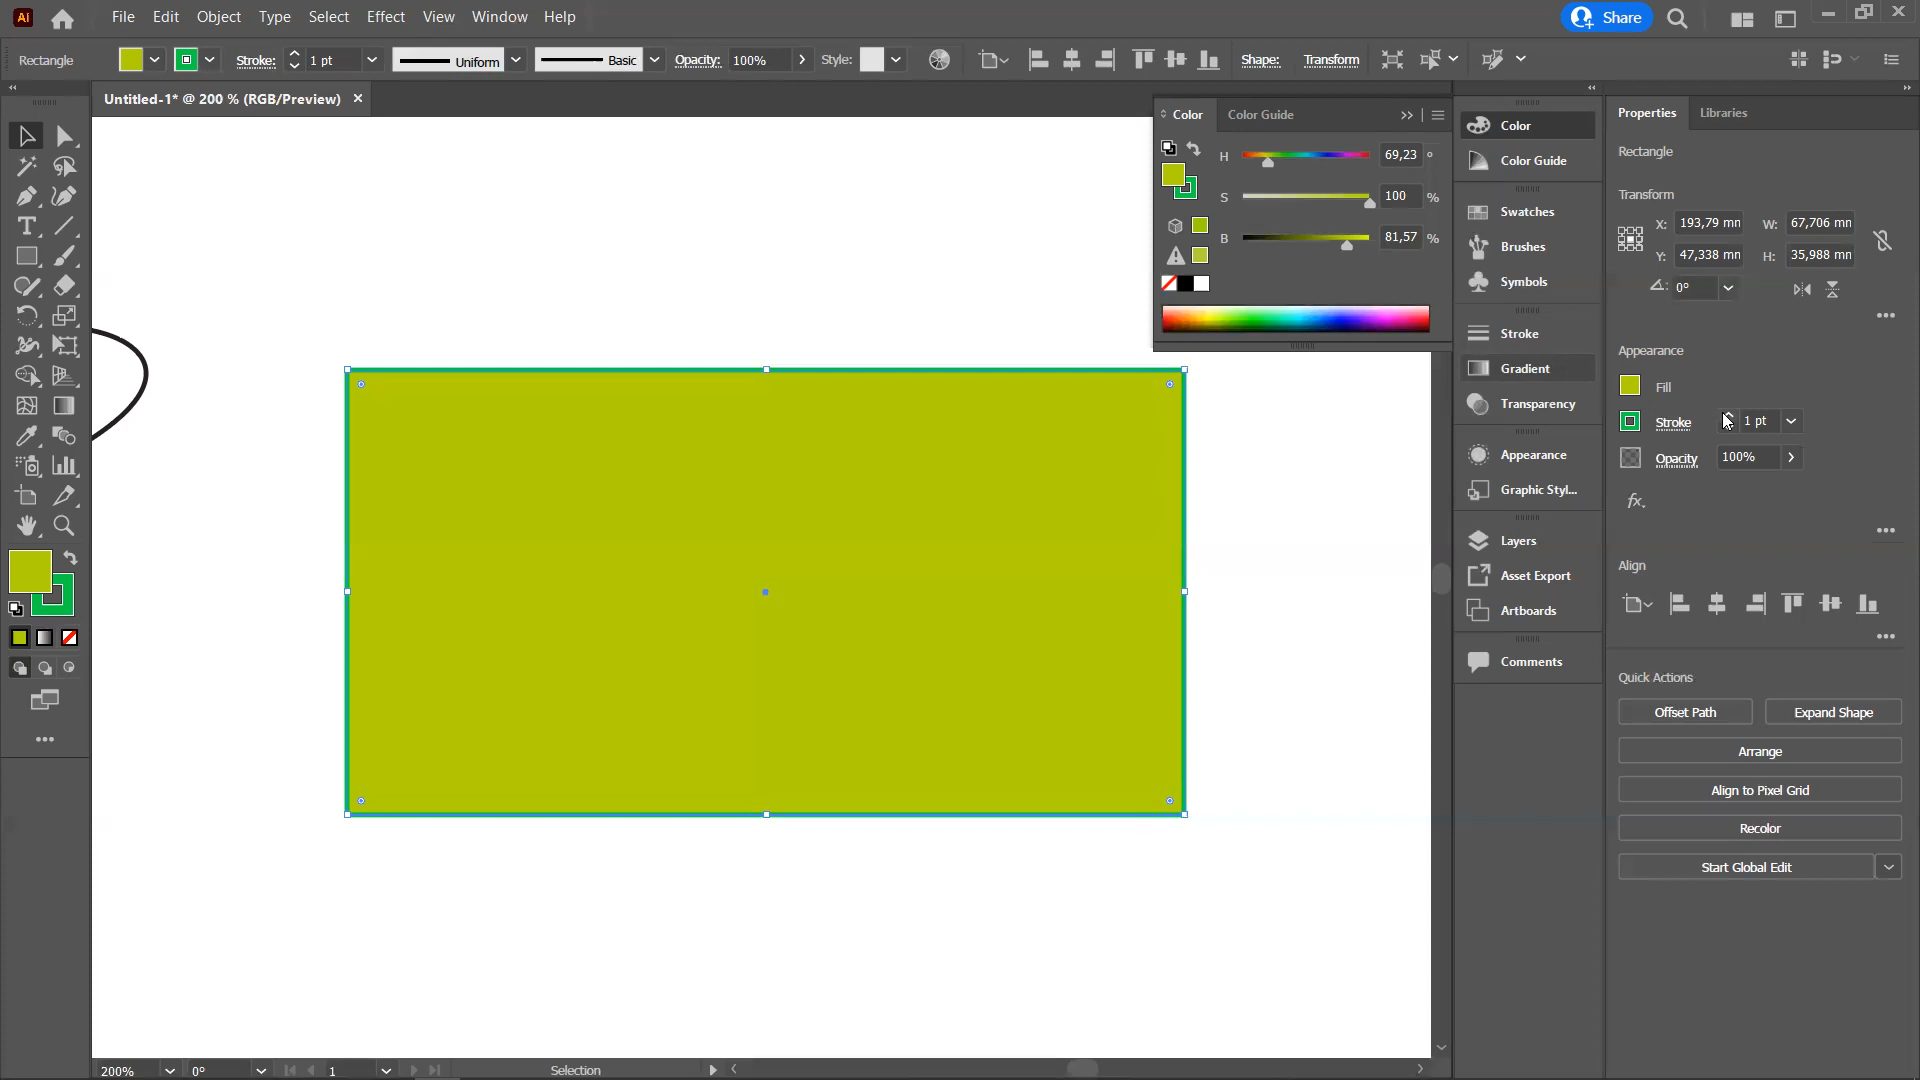 Ai File Edit Object Type Select Effect View Window Help Share
Rectangle Stroke: 1 pt Uniform Basic Opacity: 100% Style: Shape: Transform
Untitled-1* @ 200 % (RGB/Preview) ×
Color Color Guide
H 69,23 °
S 100 %
B 81,57 %
Color
Color Guide
Swatches
Brushes
Symbols
Stroke
Gradient
Transparency
Appearance
Graphic Styl...
Layers
Asset Export
Artboards
Comments
Properties Libraries
Rectangle
Transform
X: 193,79 mm W: 67,706 mm
Y: 47,338 mm H: 35,988 mm
0°
Appearance
Fill
Stroke 1 pt
Opacity 100%
fx.
Align
Quick Actions
Offset Path Expand Shape
Arrange
Align to Pixel Grid
Recolor
Start Global Edit
200% 0° 1 Selection